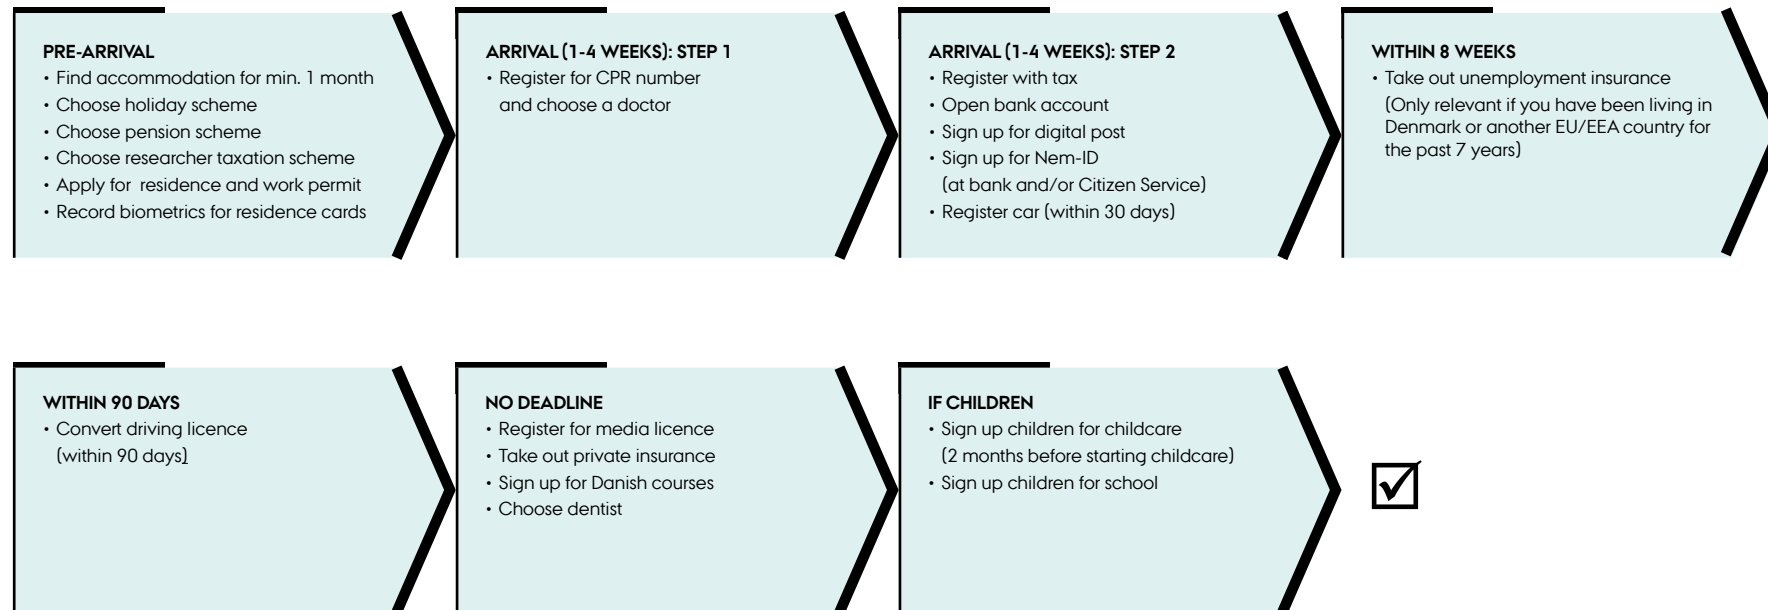 PRE-ARRIVAL
• Find accommodation for min. 1 month
• Choose holiday scheme
• Choose pension scheme
• Choose researcher taxation scheme
• Apply for  residence and work permit
• Record biometrics for residence cards
ARRIVAL (1-4 WEEKS): STEP 1
• Register for CPR number
and choose a doctor
ARRIVAL (1-4 WEEKS): STEP 2
• Register with tax
• Open bank account
• Sign up for digital post
• Sign up for Nem-ID
(at bank and/or Citizen Service)
• Register car (within 30 days)
WITHIN 8 WEEKS
• Take out unemployment insurance
(Only relevant if you have been living in
Denmark or another EU/EEA country for
the past 7 years)
WITHIN 90 DAYS
• Convert driving licence
(within 90 days)
NO DEADLINE
• Register for media licence
• Take out private insurance
• Sign up for Danish courses
• Choose dentist
IF CHILDREN
• Sign up children for childcare
(2 months before starting childcare)
• Sign up children for school